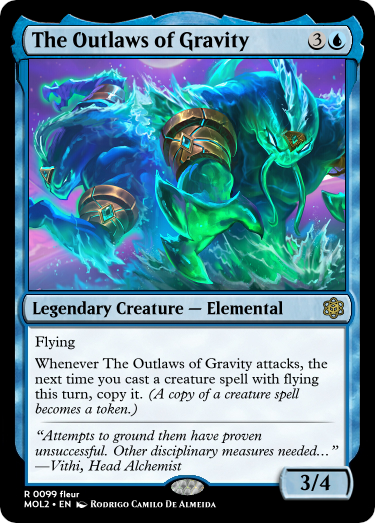 The Outlaws of Gravity 3
Legendary Creature — Elemental
Flying
Whenever The Outlaws of Gravity attacks, the
next time you cast a creature spell with flying
this turn, copy it. (A copy of a creature spell
becomes a token.)
“Attempts to ground them have proven
unsuccessful. Other disciplinary measures needed…”
—Vithi, Head Alchemist
3/4
R 0099 fleur
MOL2 • EN Rodrigo Camilo De Almeida